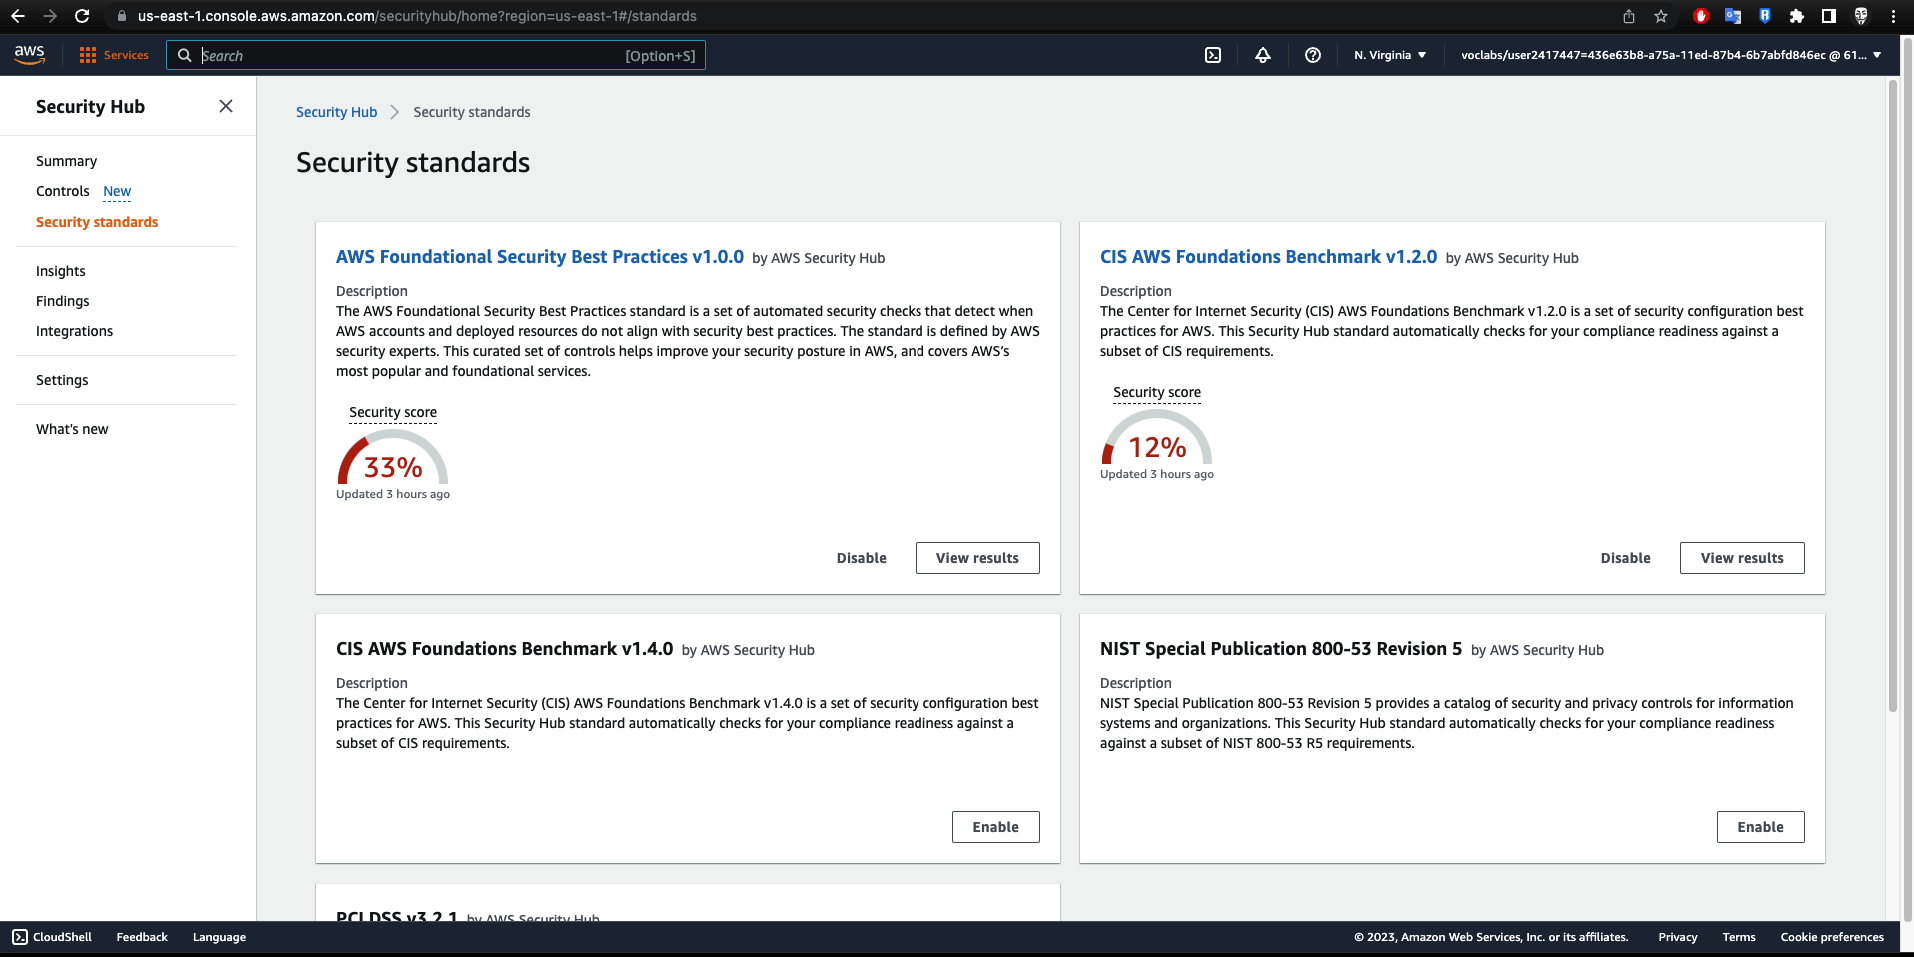 us-east-1.console.aws.amazon.com/securityhub/home?region=us-east-1#/standards
aws
Services
Search
[Option+S]
N. Virginia
voclabs/user2417447=436e63b8-a75a-11ed-87b4-6b7abfd846ec @ 61...
Security Hub
Summary
Controls New
Security standards
Insights
Findings
Integrations
Settings
What's new
Security Hub
Security standards
Security standards
AWS Foundational Security Best Practices v1.0.0 by AWS Security Hub
Description
The AWS Foundational Security Best Practices standard is a set of automated security checks that detect when
AWS accounts and deployed resources do not align with security best practices. The standard is defined by AWS
security experts. This curated set of controls helps improve your security posture in AWS, and covers AWS's
most popular and foundational services.
Security score
33%
Updated 3 hours ago
Disable
View results
CIS AWS Foundations Benchmark v1.2.0 by AWS Security Hub
Description
The Center for Internet Security (CIS) AWS Foundations Benchmark v1.2.0 is a set of security configuration best
practices for AWS. This Security Hub standard automatically checks for your compliance readiness against a
subset of CIS requirements.
Security score
12%
Updated 3 hours ago
Disable
View results
CIS AWS Foundations Benchmark v1.4.0 by AWS Security Hub
Description
The Center for Internet Security (CIS) AWS Foundations Benchmark v1.4.0 is a set of security configuration best
practices for AWS. This Security Hub standard automatically checks for your compliance readiness against a
subset of CIS requirements.
Enable
NIST Special Publication 800-53 Revision 5 by AWS Security Hub
Description
NIST Special Publication 800-53 Revision 5 provides a catalog of security and privacy controls for information
systems and organizations. This Security Hub standard automatically checks for your compliance readiness
against a subset of NIST 800-53 R5 requirements.
Enable
PCI DSS v3.2.1 by AWS Security Hub
CloudShell
Feedback
Language
© 2023, Amazon Web Services, Inc. or its affiliates.
Privacy
Terms
Cookie preferences